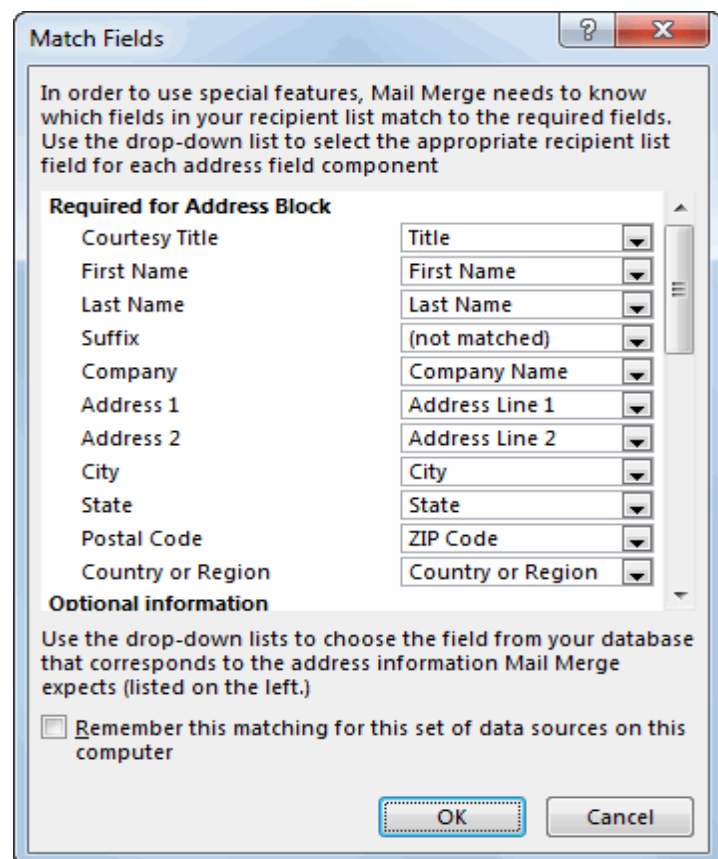 Match Fields
In order to use special features, Mail Merge needs to know
which fields in your recipient list match to the required fields.
Use the drop-down list to select the appropriate recipient list
field for each address field component
Required for Address Block
Courtesy Title Title
First Name First Name
Last Name Last Name
Suffix (not matched)
Company Company Name
Address 1 Address Line 1
Address 2 Address Line 2
City City
State State
Postal Code ZIP Code
Country or Region Country or Region
Optional information
Use the drop-down lists to choose the field from your database
that corresponds to the address information Mail Merge
expects (listed on the left.)
Remember this matching for this set of data sources on this
computer
OK Cancel